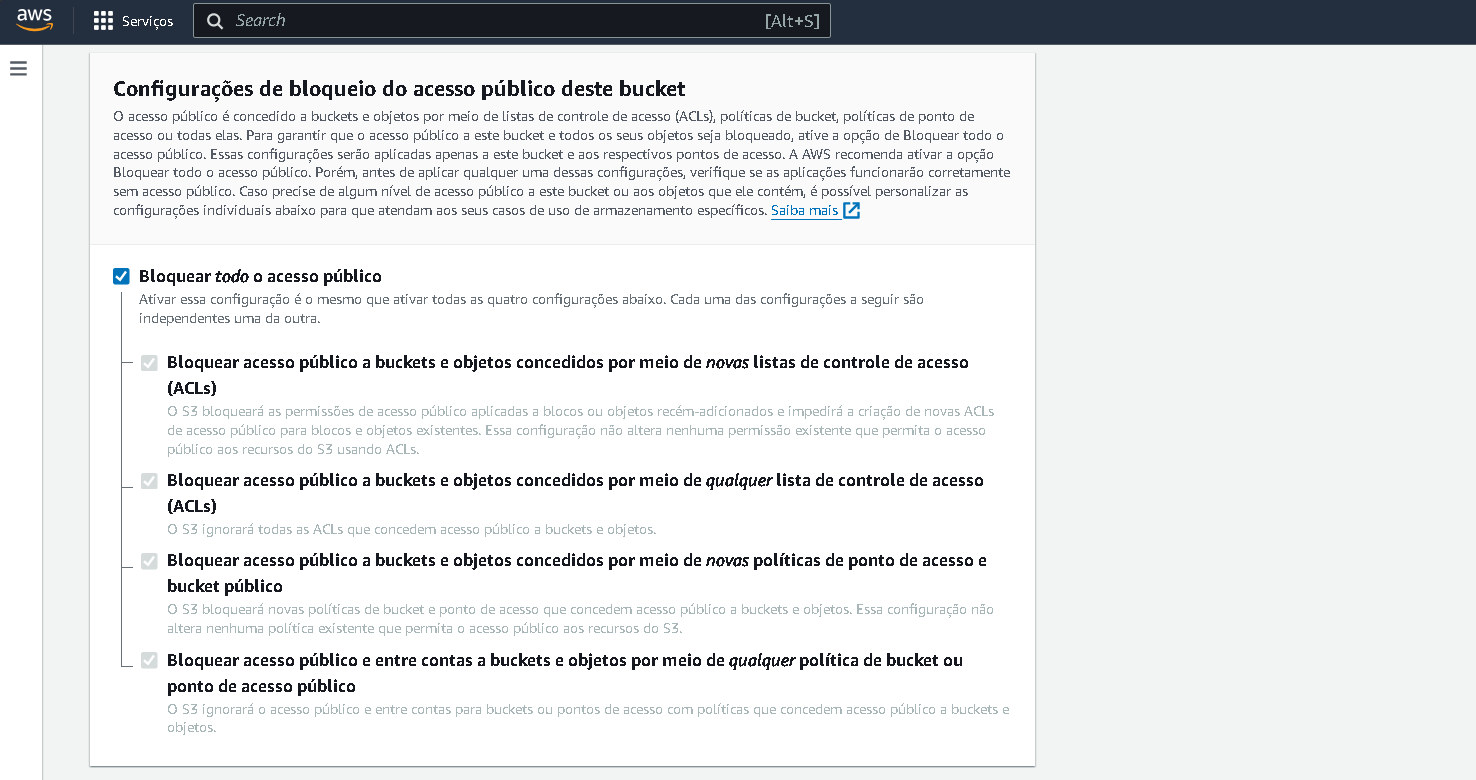 aws
Serviços
Search
[Alt+S]
Configurações de bloqueio do acesso público deste bucket
O acesso público é concedido a buckets e objetos por meio de listas de controle de acesso (ACLs), políticas de bucket, políticas de ponto de
acesso ou todas elas. Para garantir que o acesso público a este bucket e todos os seus objetos seja bloqueado, ative a opção de Bloquear todo o
acesso público. Essas configurações serão aplicadas apenas a este bucket e aos respectivos pontos de acesso. A AWS recomenda ativar a opção
Bloquear todo o acesso público. Porém, antes de aplicar qualquer uma dessas configurações, verifique se as aplicações funcionarão corretamente
sem acesso público. Caso precise de algum nível de acesso público a este bucket ou aos objetos que ele contém, é possível personalizar as
configurações individuais abaixo para que atendam aos seus casos de uso de armazenamento específicos. Saiba mais
Bloquear todo o acesso público
Ativar essa configuração é o mesmo que ativar todas as quatro configurações abaixo. Cada uma das configurações a seguir são
independentes uma da outra.
Bloquear acesso público a buckets e objetos concedidos por meio de novas listas de controle de acesso
(ACLs)
O S3 bloqueará as permissões de acesso público aplicadas a blocos ou objetos recém-adicionados e impedirá a criação de novas ACLs
de acesso público para blocos e objetos existentes. Essa configuração não altera nenhuma permissão existente que permita o acesso
público aos recursos do S3 usando ACLs.
Bloquear acesso público a buckets e objetos concedidos por meio de qualquer lista de controle de acesso
(ACLs)
O S3 ignorará todas as ACLs que concedem acesso público a buckets e objetos.
Bloquear acesso público a buckets e objetos concedidos por meio de novas políticas de ponto de acesso e
bucket público
O S3 bloqueará novas políticas de bucket e ponto de acesso que concedem acesso público a buckets e objetos. Essa configuração não
altera nenhuma política existente que permita o acesso público aos recursos do S3.
Bloquear acesso público e entre contas a buckets e objetos por meio de qualquer política de bucket ou
ponto de acesso público
O S3 ignorará o acesso público e entre contas para buckets ou pontos de acesso com políticas que concedem acesso público a buckets e
objetos.